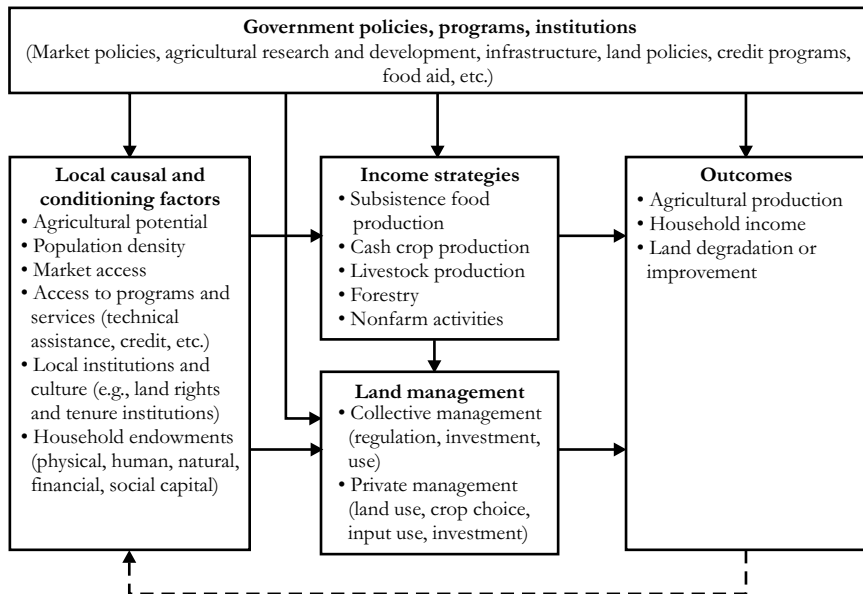 Government policies, programs, institutions
(Market policies, agricultural research and development, infrastructure, land policies, credit programs,
food aid, etc.)
Local causal and
conditioning factors
• Agricultural potential
• Population density
• Market access
• Access to programs and
services (technical
assistance, credit, etc.)
• Local institutions and
culture (e.g., land rights
and tenure institutions)
• Household endowments
(physical, human, natural,
financial, social capital)
Income strategies
• Subsistence food
production
• Cash crop production
• Livestock production
• Forestry
• Nonfarm activities
Land management
• Collective management
(regulation, investment,
use)
• Private management
(land use, crop choice,
input use, investment)
Outcomes
• Agricultural production
• Household income
• Land degradation or
improvement